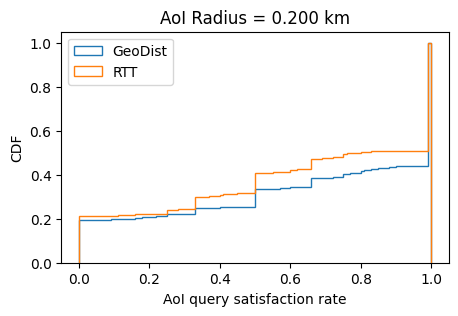 AoI Radius = 0.200 km
GeoDist
RTT
CDF
1.0
0.8
0.6
0.4
0.2
0.0
0.0 0.2 0.4 0.6 0.8 1.0
AoI query satisfaction rate